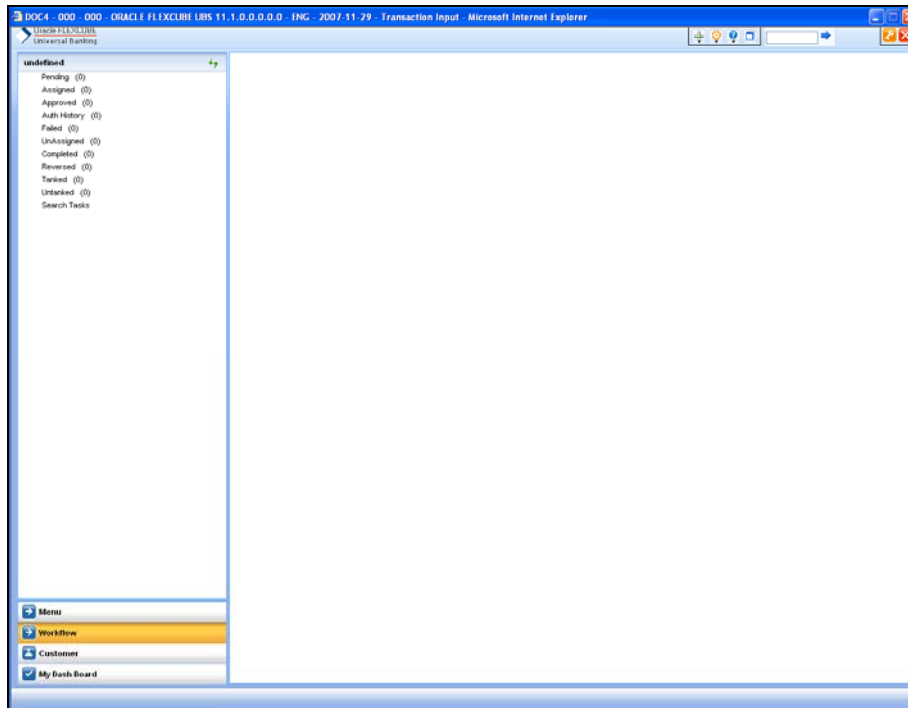 DOC4 - 000 - 000 - ORACLE FLEXCUBE UBS 11.1.0.0.0.0.0 - ENG - 2007-11-29 - Transaction Input - Microsoft Internet Explorer
Oracle FLEXCUBE
Universal Banking
undefined
Pending (0)
Assigned (0)
Approved (0)
Auth History (0)
Failed (0)
UnAssigned (0)
Completed (0)
Reversed (0)
Tanked (0)
Untanked (0)
Search Tasks
Menu
Workflow
Customer
My Dash Board